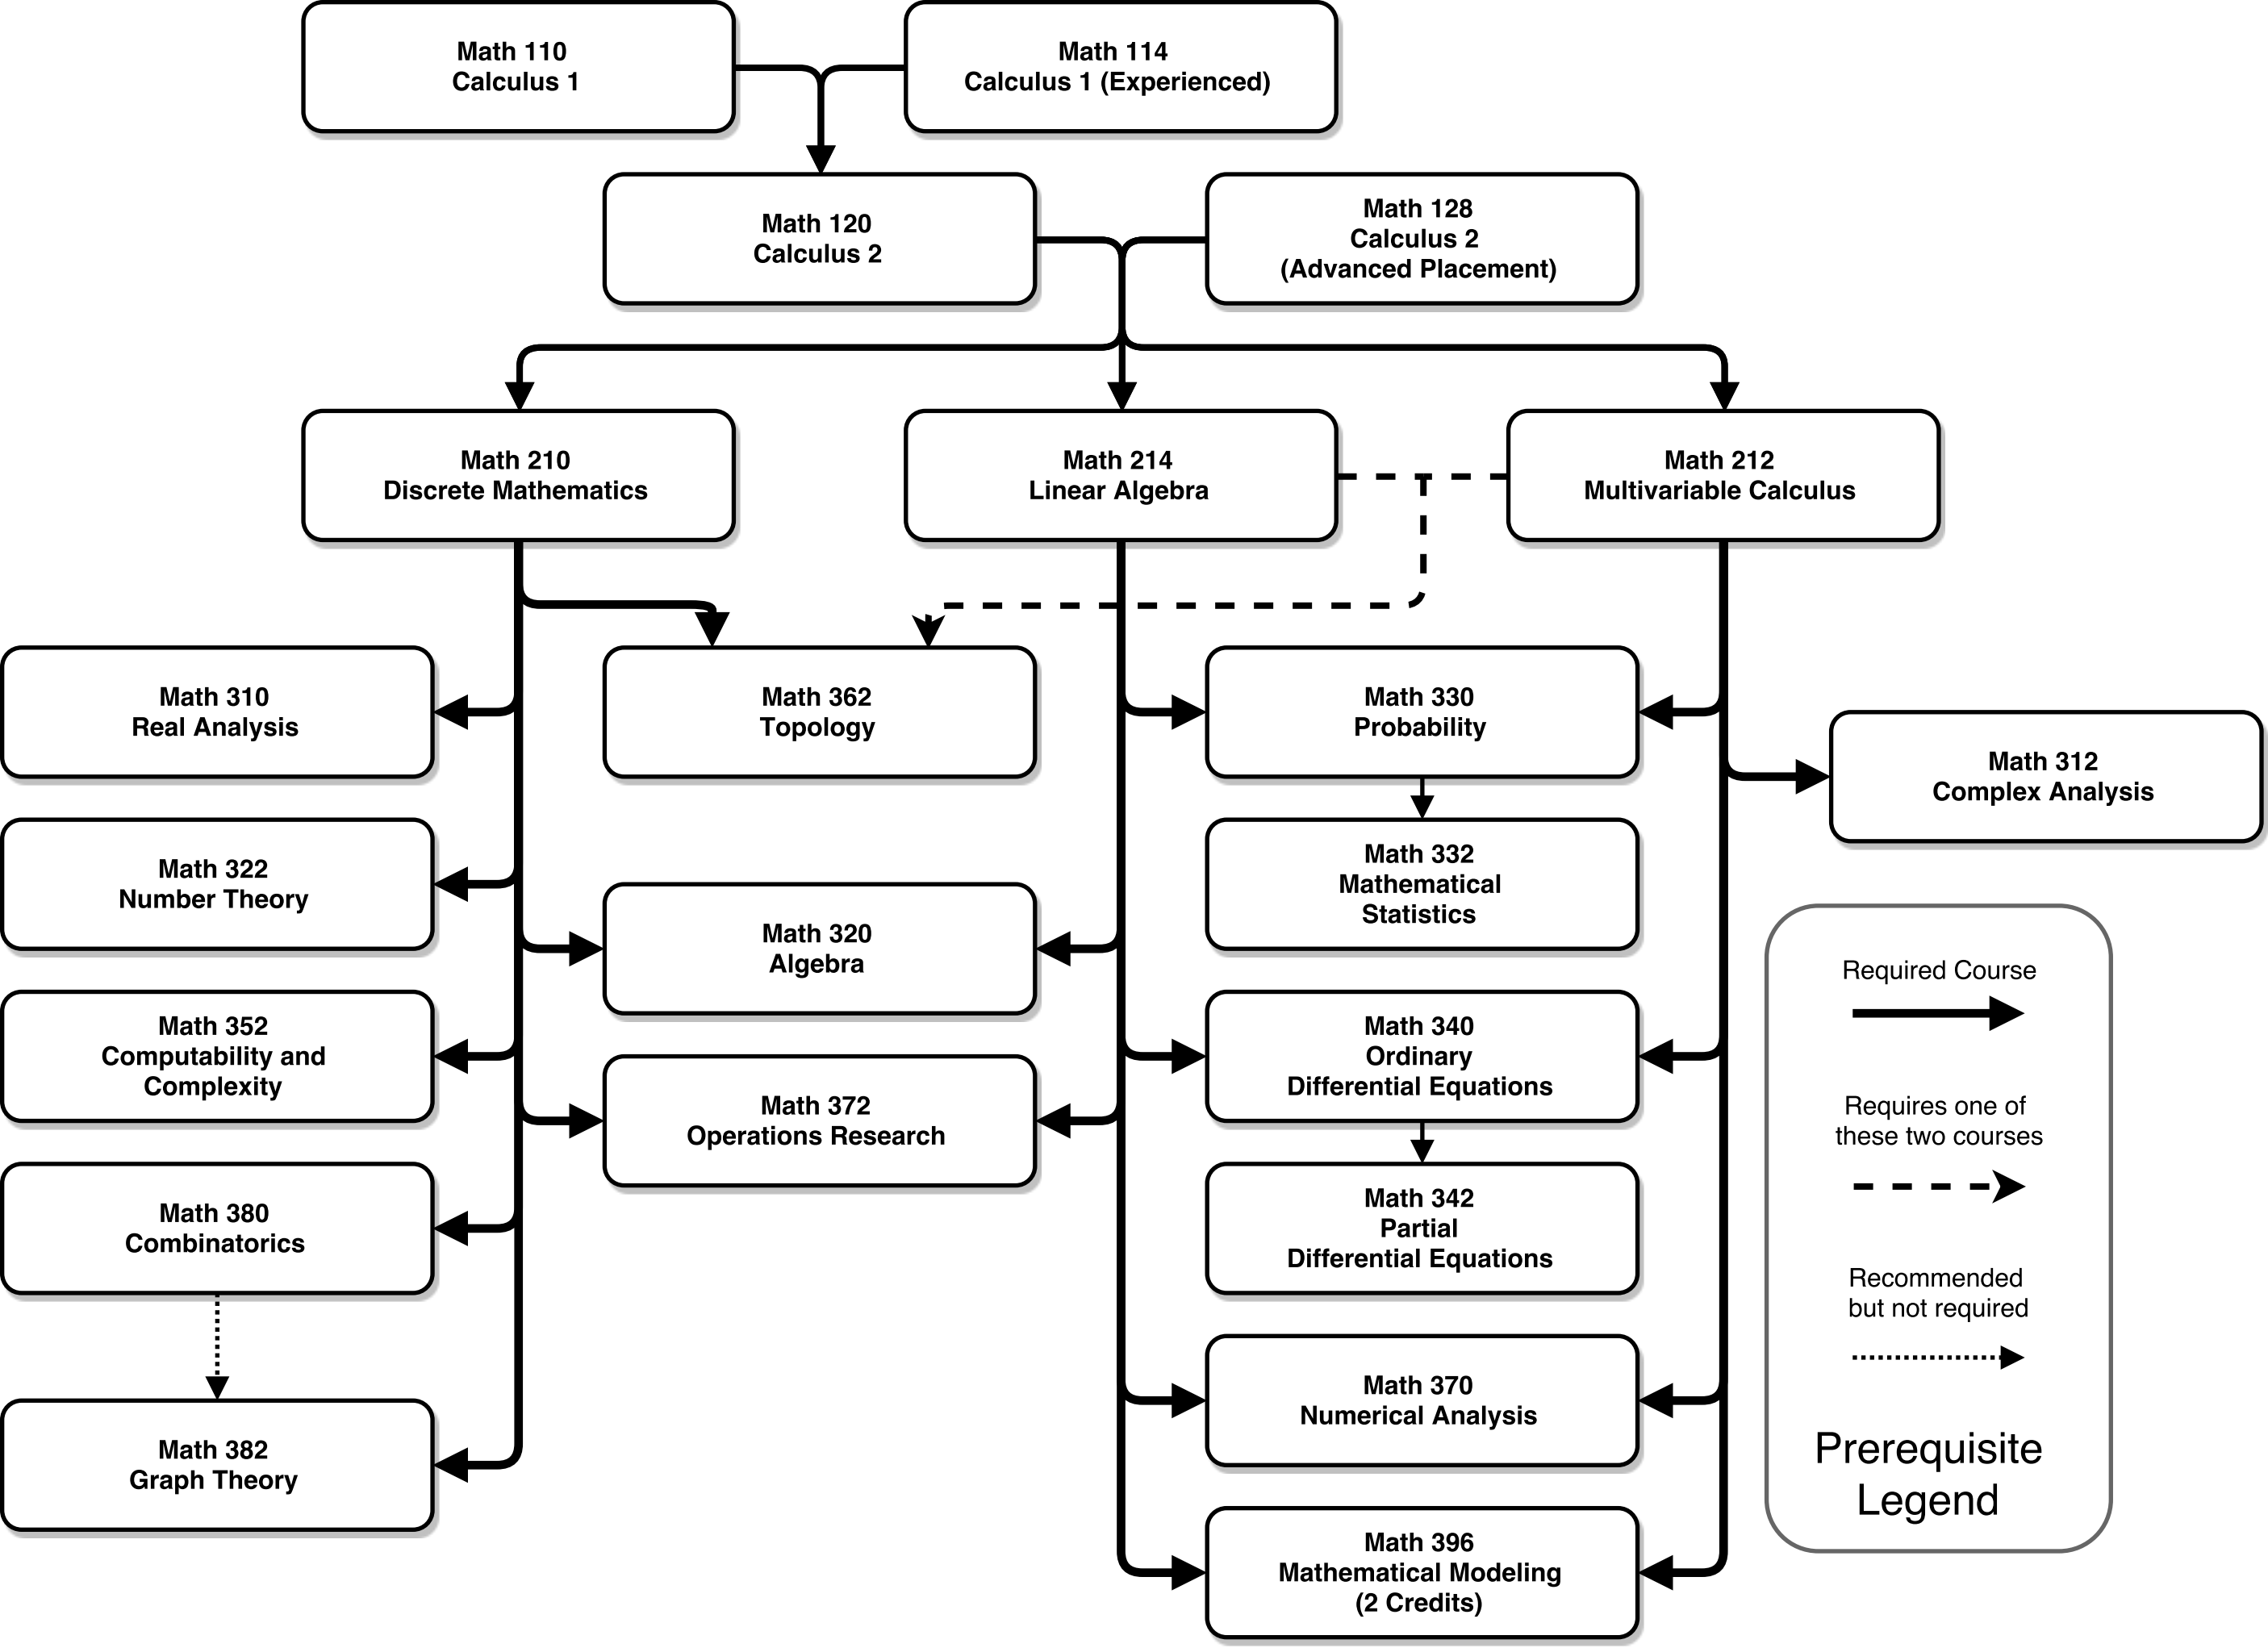 Math 110
Calculus 1
Math 114
Calculus 1 (Experienced)
Math 120
Calculus 2
Math 128
Calculus 2
(Advanced Placement)
Math 210
Discrete Mathematics
Math 214
Linear Algebra
Math 212
Multivariable Calculus
Math 310
Real Analysis
Math 362
Topology
Math 330
Probability
Math 312
Complex Analysis
Math 322
Number Theory
Math 332
Mathematical
Statistics
Math 320
Algebra
Math 352
Computability and
Complexity
Math 340
Ordinary
Differential Equations
Math 372
Operations Research
Math 380
Combinatorics
Math 342
Partial
Differential Equations
Math 382
Graph Theory
Math 370
Numerical Analysis
Math 396
Mathematical Modeling
(2 Credits)
Required Course
Requires one of
these two courses
Recommended
but not required
Prerequisite
Legend